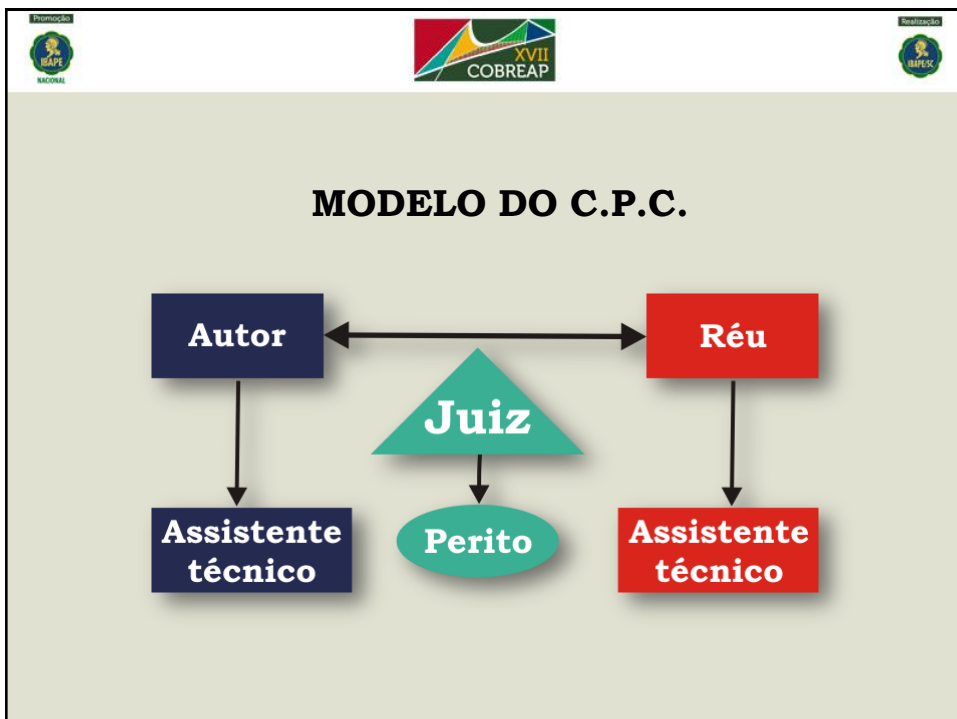 Promoção
IBAPE
NACIONAL
XVII
COBREAP
Realização
IBAPE/SC
MODELO DO C.P.C.
Autor
Réu
Juiz
Assistente
técnico
Perito
Assistente
técnico